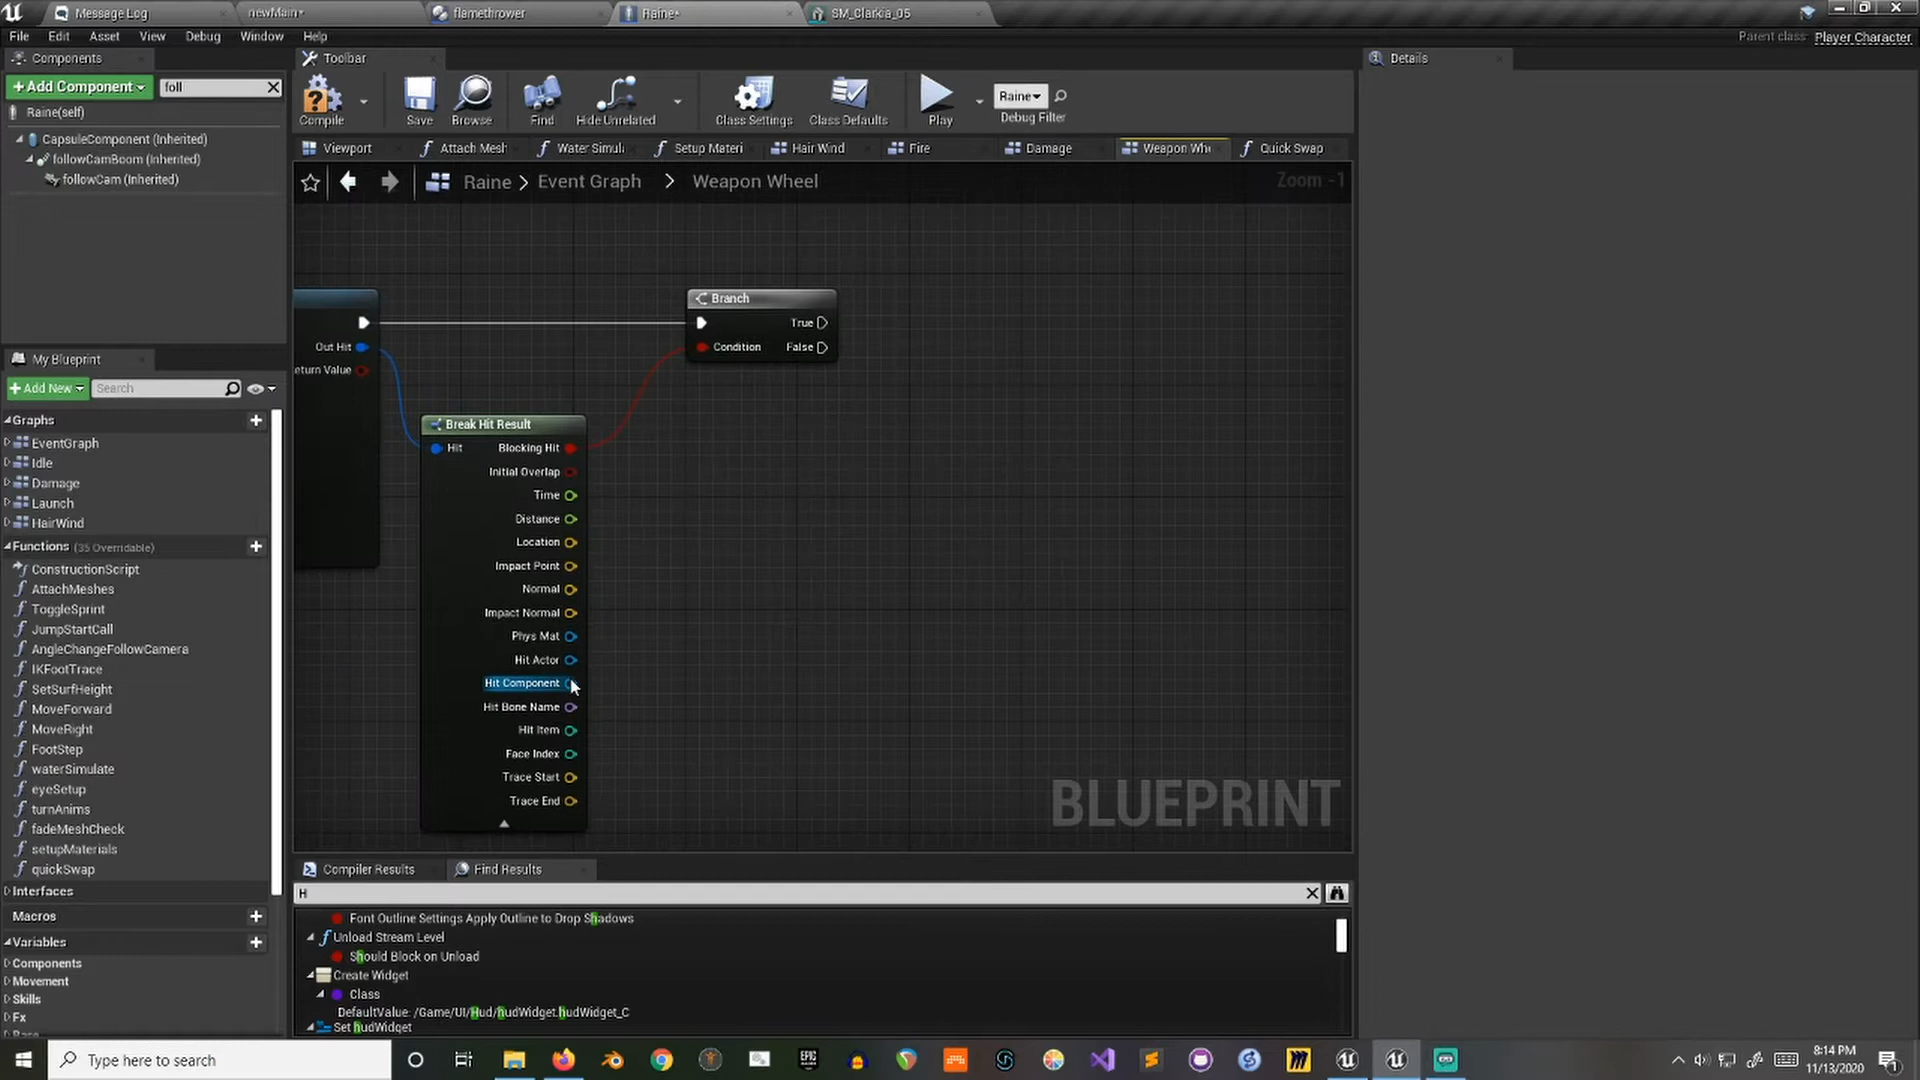 Message Log
newMain*
flamethrower
Raine*
SM_Clarkia_05
File Edit Asset View Debug Window Help
Parent class: Player Character
Components
Toolbar
Details
+Add Component
foll
Raine(self)
CapsuleComponent (Inherited)
followCamBoom (Inherited)
followCam (Inherited)
Compile
Save
Browse
Find
Hide Unrelated
Class Settings
Class Defaults
Play
Raine
Debug Filter
Viewport
Attach Mesh
Water Simul
Setup Materi
Hair Wind
Fire
Damage
Weapon Whe
Quick Swap
Raine > Event Graph > Weapon Wheel
Zoom -1
Branch
True
Condition
False
Out Hit
eturn Value
Break Hit Result
Hit
Blocking Hit
Initial Overlap
Time
Distance
Location
Impact Point
Normal
Impact Normal
Phys Mat
Hit Actor
Hit Component
Hit Bone Name
Hit Item
Face Index
Trace Start
Trace End
BLUEPRINT
My Blueprint
+Add New
Search
Graphs
EventGraph
Idle
Damage
Launch
HairWind
Functions (35 Overridable)
ConstructionScript
AttachMeshes
ToggleSprint
JumpStartCall
AngleChangeFollowCamera
IKFootTrace
SetSurfHeight
MoveForward
MoveRight
FootStep
waterSimulate
eyeSetup
turnAnims
fadeMeshCheck
setupMaterials
quickSwap
Interfaces
Macros
Variables
Components
Movement
Skills
Fx
Compiler Results
Find Results
H
Font Outline Settings Apply Outline to Drop Shadows
Unload Stream Level
Should Block on Unload
Create Widget
Class
DefaultValue: /Game/UI/Hud/hudWidget.hudWidget_C
Set hudWidget
Type here to search
EPIC
8:14 PM
11/13/2020
1